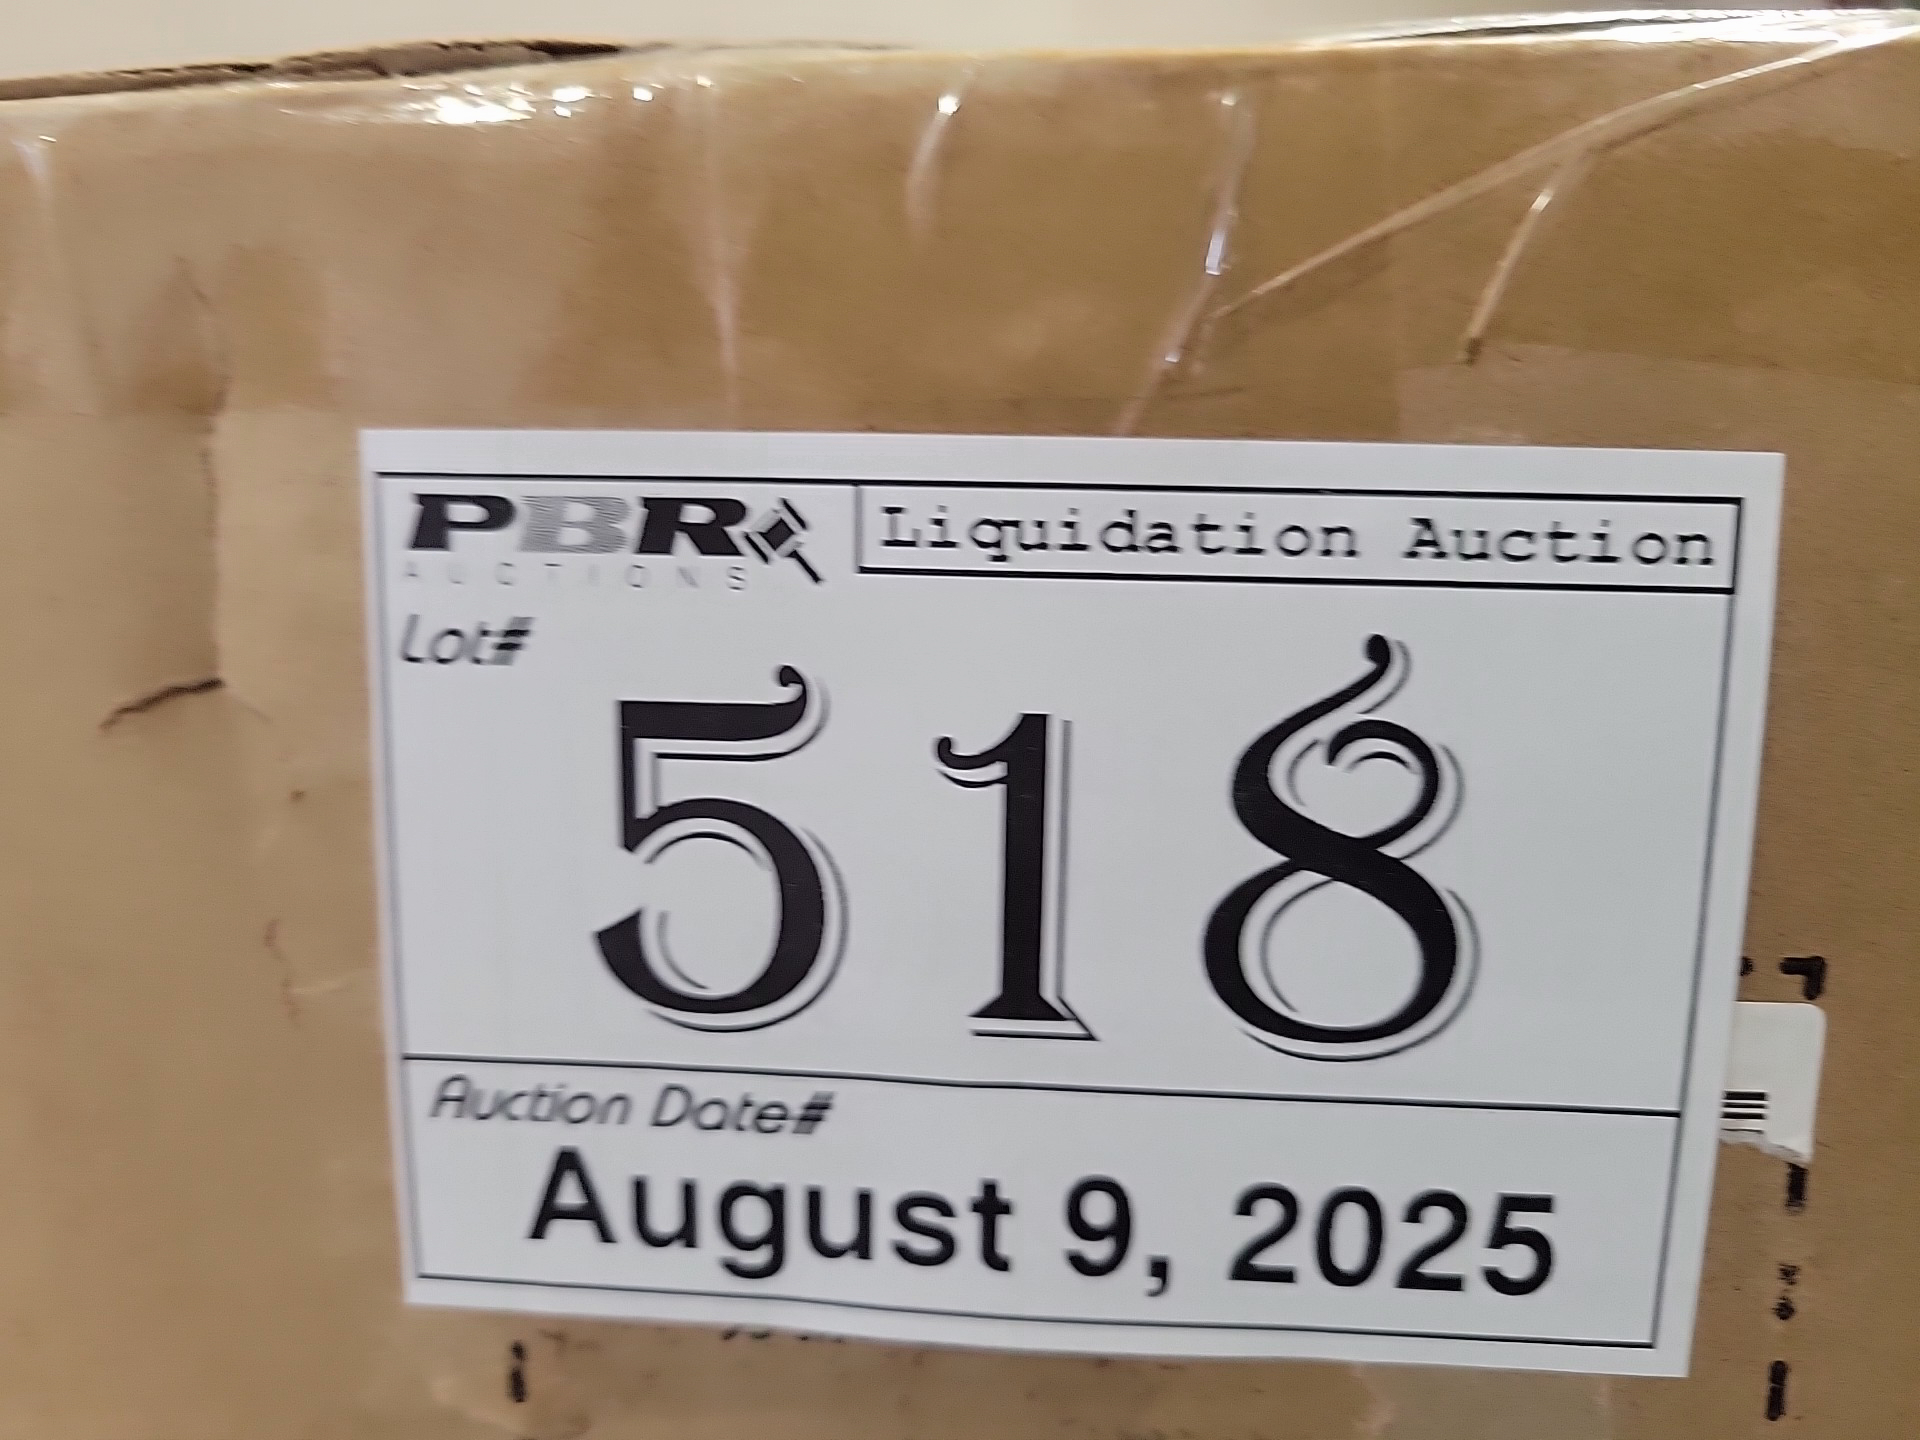 PBR
AUCTIONS
Liquidation Auction
Lot#
518
Auction Date#
August 9, 2025